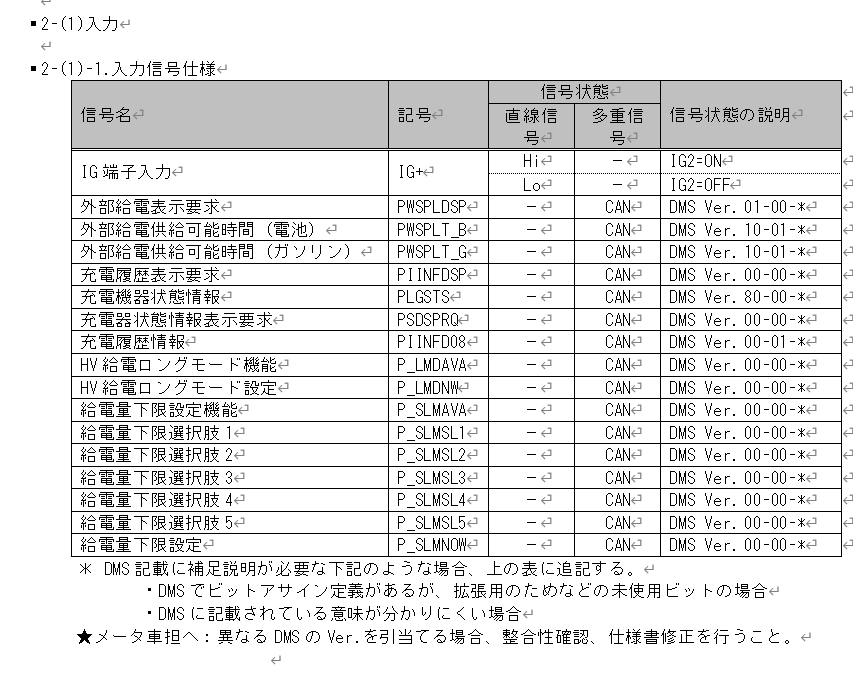 ▪2-(1)入力↵
↵
▪2-(1)-1.入力信号仕様↵
信号名↵ 記号↵ 信号状態↵ 信号状態の説明↵
直線信号↵ 多重信号↵
IG端子入力↵ IG+↵ Hi↵ －↵ IG2=ON↵
Lo↵ －↵ IG2=OFF↵
外部給電表示要求↵ PWSPLDSP↵ －↵ CAN↵ DMS Ver. 01-00-*↵
外部給電供給可能時間（電池）↵ PWSPLT_B↵ －↵ CAN↵ DMS Ver. 10-01-*↵
外部給電供給可能時間（ガソリン）↵ PWSPLT_G↵ －↵ CAN↵ DMS Ver. 10-01-*↵
充電履歴表示要求↵ PIINFDSP↵ －↵ CAN↵ DMS Ver. 00-00-*↵
充電機器状態情報↵ PLGSTS↵ －↵ CAN↵ DMS Ver. 80-00-*↵
充電器状態情報表示要求↵ PSDSPRQ↵ －↵ CAN↵ DMS Ver. 00-00-*↵
充電履歴情報↵ PIINFD08↵ －↵ CAN↵ DMS Ver. 00-01-*↵
HV給電ロングモード機能↵ P_LMDAVA↵ －↵ CAN↵ DMS Ver. 00-00-*↵
HV給電ロングモード設定↵ P_LMDNW↵ －↵ CAN↵ DMS Ver. 00-00-*↵
給電量下限設定機能↵ P_SLMAVA↵ －↵ CAN↵ DMS Ver. 00-00-*↵
給電量下限選択肢1↵ P_SLMSL1↵ －↵ CAN↵ DMS Ver. 00-00-*↵
給電量下限選択肢2↵ P_SLMSL2↵ －↵ CAN↵ DMS Ver. 00-00-*↵
給電量下限選択肢3↵ P_SLMSL3↵ －↵ CAN↵ DMS Ver. 00-00-*↵
給電量下限選択肢4↵ P_SLMSL4↵ －↵ CAN↵ DMS Ver. 00-00-*↵
給電量下限選択肢5↵ P_SLMSL5↵ －↵ CAN↵ DMS Ver. 00-00-*↵
給電量下限設定↵ P_SLMNOW↵ －↵ CAN↵ DMS Ver. 00-00-*↵
＊ DMS記載に補足説明が必要な下記のような場合、上の表に追記する。↵
・DMSでビットアサイン定義があるが、拡張用のためなどの未使用ビットの場合↵
・DMSに記載されている意味が分かりにくい場合↵
★メータ車担へ：異なるDMSのVer.を引当てる場合、整合性確認、仕様書修正を行うこと。↵
↵